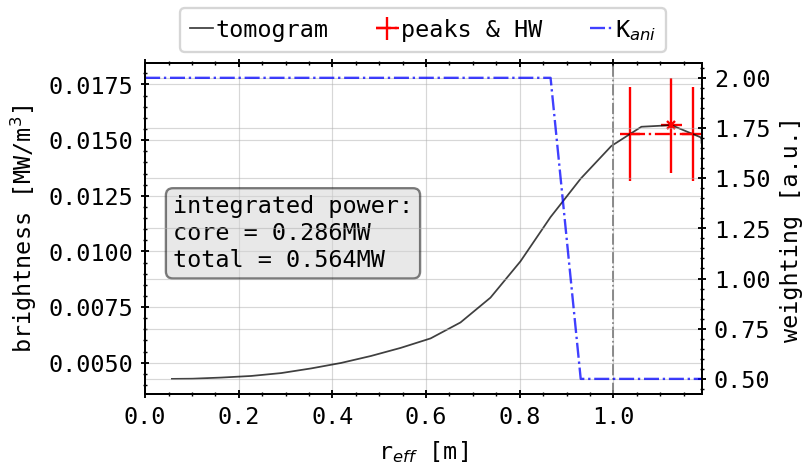 tomogram peaks & HW K_ani
brightness [MW/m³]
0.0175
0.0150
0.0125
0.0100
0.0075
0.0050
integrated power:
core = 0.286MW
total = 0.564MW
2.00
1.75
1.50
1.25
1.00
0.75
0.50
weighting [a.u.]
0.0 0.2 0.4 0.6 0.8 1.0
r_eff [m]